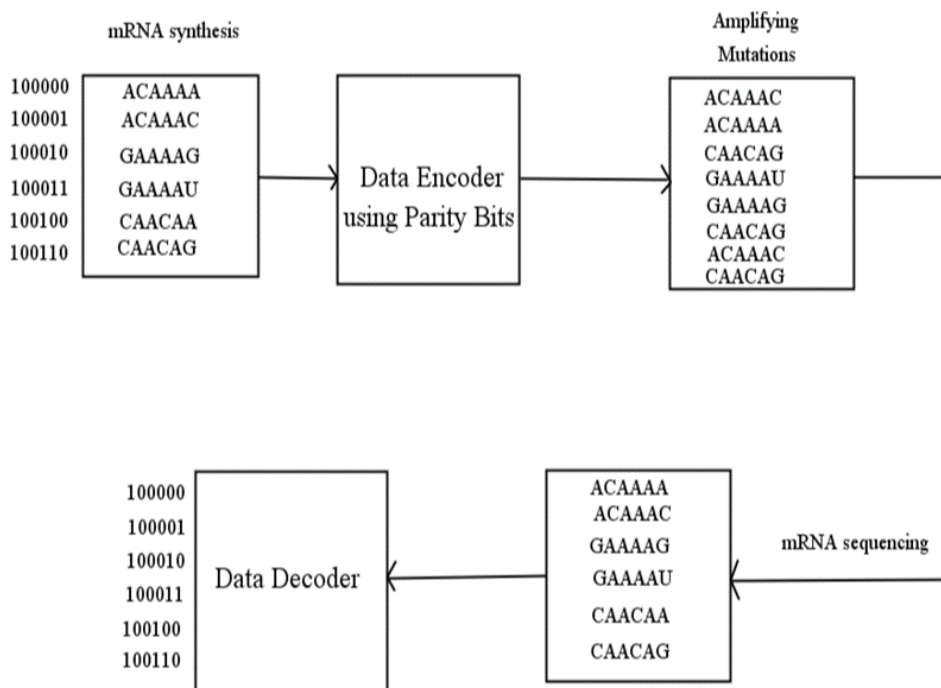 mRNA synthesis
100000
100001
100010
100011
100100
100110
ACAAAA
ACAAAC
GAAAAG
GAAAAU
CAACAA
CAACAG
Data Encoder
using Parity Bits
Amplifying
Mutations
ACAAAC
ACAAAA
CAACAG
GAAAAU
GAAAAG
CAACAG
ACAAAC
CAACAG
100000
100001
100010
100011
100100
100110
Data Decoder
ACAAAA
ACAAAC
GAAAAG
GAAAAU
CAACAA
CAACAG
mRNA sequencing